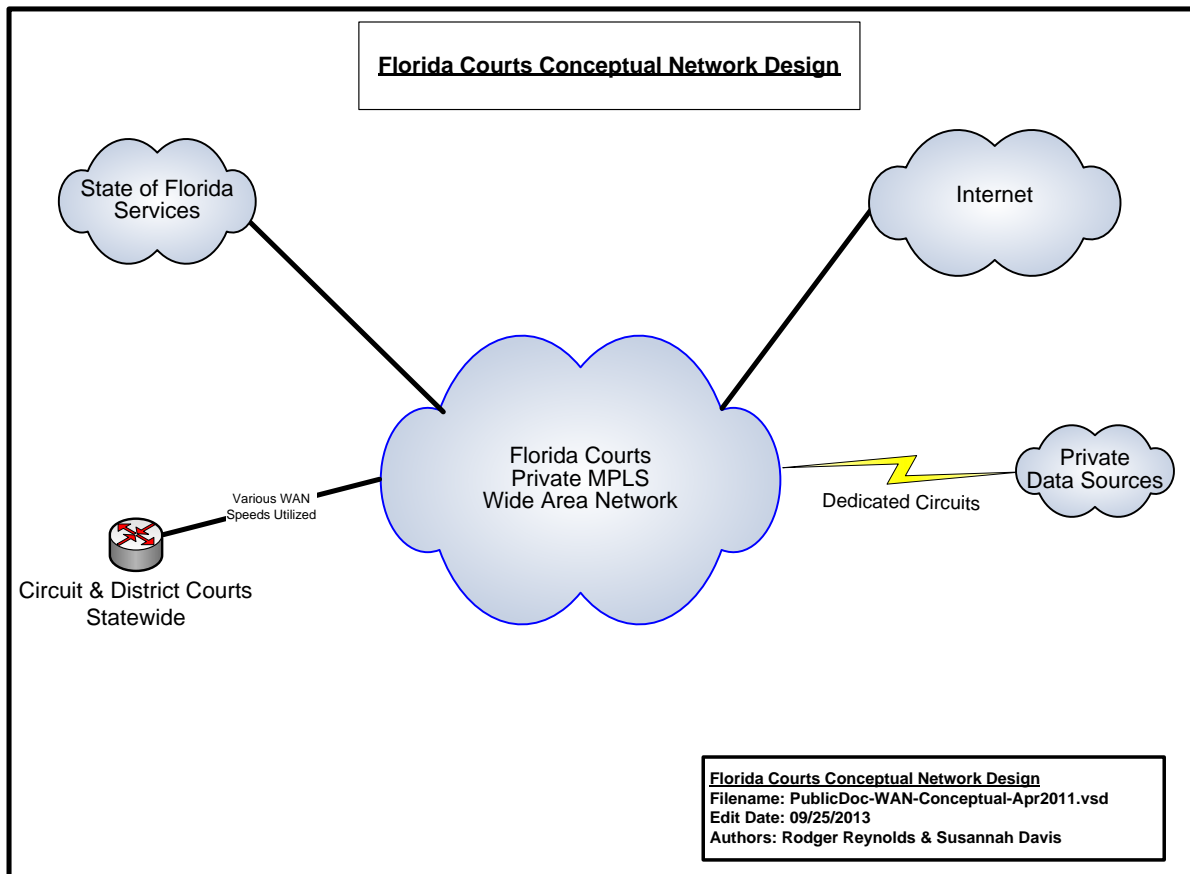 Florida Courts Conceptual Network Design
State of Florida
Services
Internet
Florida Courts
Private MPLS
Wide Area Network
Private
Data Sources
Dedicated Circuits
Various WAN
Speeds Utilized
Circuit & District Courts
Statewide
Florida Courts Conceptual Network Design
Filename: PublicDoc-WAN-Conceptual-Apr2011.vsd
Edit Date: 09/25/2013
Authors: Rodger Reynolds & Susannah Davis